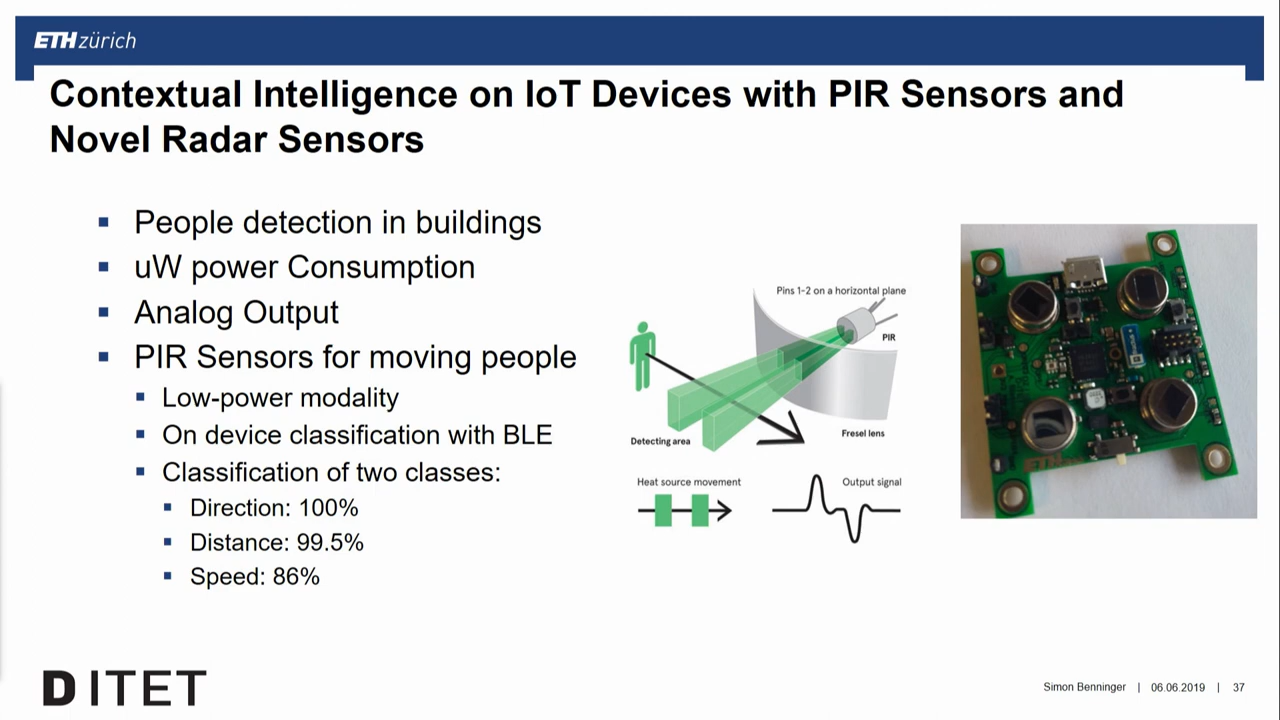 ETH zürich
Contextual Intelligence on IoT Devices with PIR Sensors and
Novel Radar Sensors
People detection in buildings
uW power Consumption
Analog Output
PIR Sensors for moving people
Low-power modality
On device classification with BLE
Classification of two classes:
Direction: 100%
Distance: 99.5%
Speed: 86%
Pins 1-2 on a horizontal plane
PIR
Detecting area
Fresel lens
Heat source movement
Output signal
ETH
D ITET
Simon Benninger | 06.06.2019 | 37